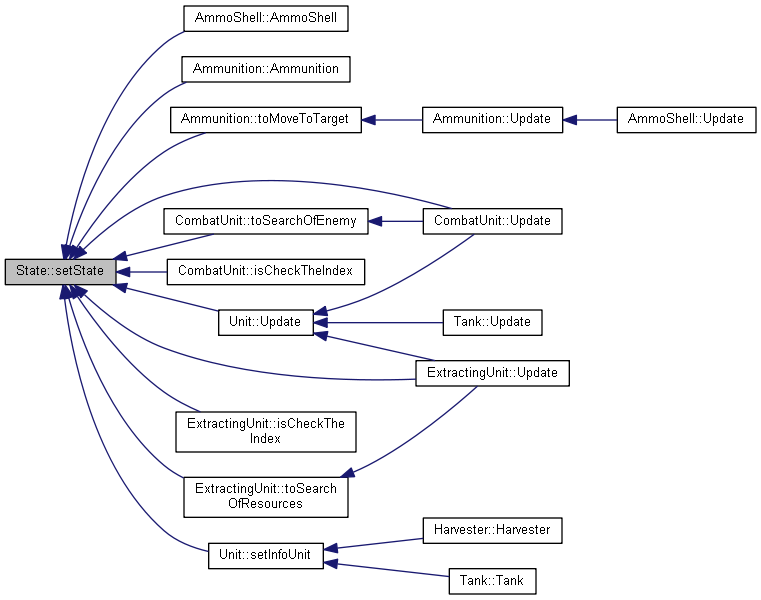 AmmoShell::AmmoShell
Ammunition::Ammunition
Ammunition::toMoveToTarget
Ammunition::Update
AmmoShell::Update
CombatUnit::toSearchOfEnemy
CombatUnit::Update
State::setState
CombatUnit::isCheckTheIndex
Unit::Update
Tank::Update
ExtractingUnit::Update
ExtractingUnit::isCheckThe
Index
ExtractingUnit::toSearch
OfResources
Harvester::Harvester
Unit::setInfoUnit
Tank::Tank